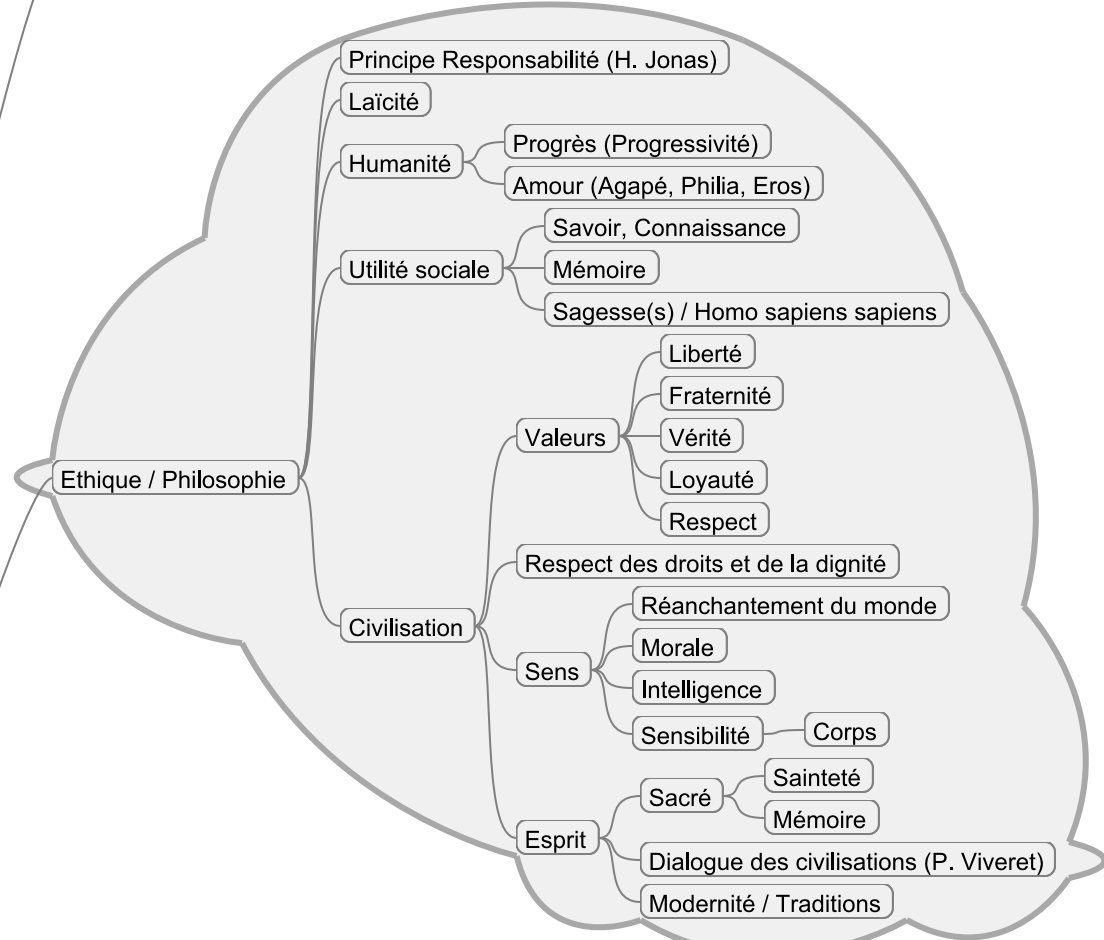 Ethique / Philosophie
Principe Responsabilité (H. Jonas)
Laïcité
Humanité
Progrès (Progressivité)
Amour (Agapé, Philia, Eros)
Utilité sociale
Savoir, Connaissance
Mémoire
Sagesse(s) / Homo sapiens sapiens
Civilisation
Valeurs
Liberté
Fraternité
Vérité
Loyauté
Respect
Respect des droits et de la dignité
Sens
Réanchantement du monde
Morale
Intelligence
Sensibilité
Corps
Esprit
Sacré
Sainteté
Mémoire
Dialogue des civilisations (P. Viveret)
Modernité / Traditions